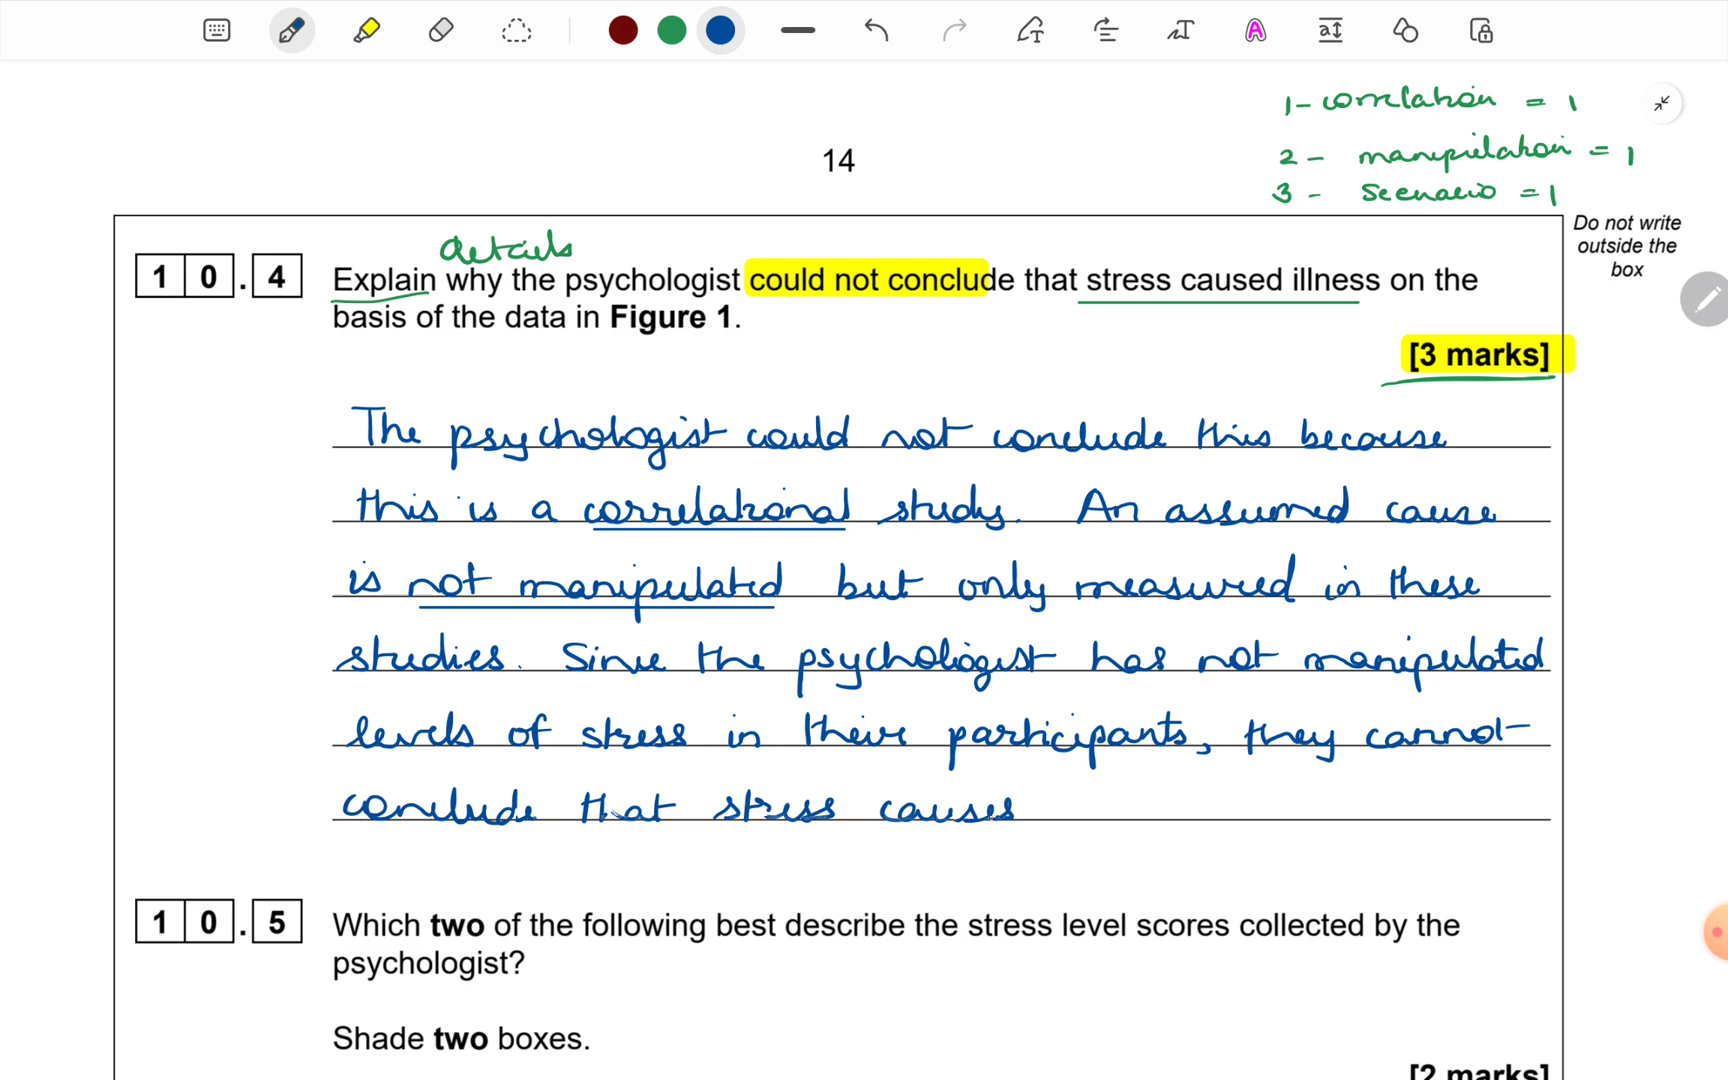 1- correlation = 1
2 - manipulation = 1
3 - Scenario = 1
14
Do not write
outside the
box
details
10.4 Explain why the psychologist could not conclude that stress caused illness on the
basis of the data in Figure 1.
[3 marks]
The psychologist could not conclude this because
this is a correlational study. An assumed cause
is not manipulated but only measured in these
studies. Since the psychologist has not manipulated
levels of stress in their participants, they cannot
conclude that stress causes
10.5 Which two of the following best describe the stress level scores collected by the
psychologist?
Shade two boxes.
[2 marks]